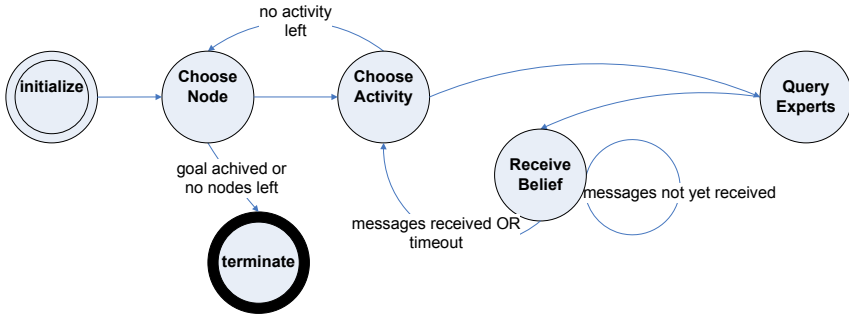 no activity
left
initialize
Choose
Node
Choose
Activity
Query
Experts
goal achived or
no nodes left
Receive
Belief
messages not yet received
messages received OR
timeout
terminate